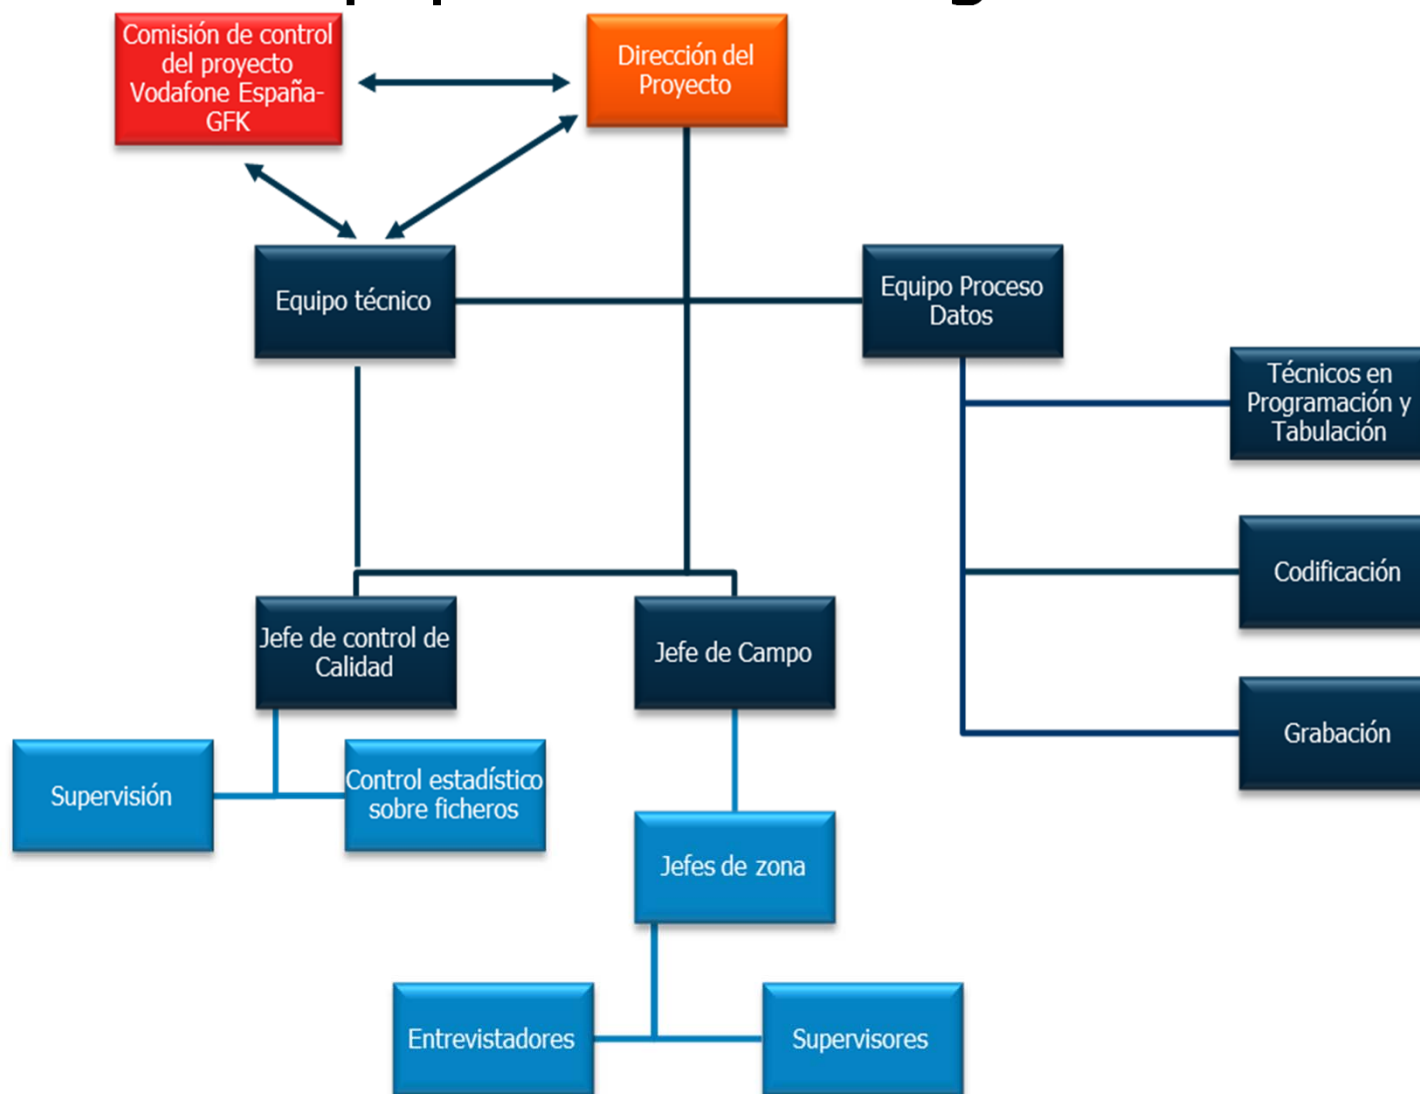 Comisión de control
del proyecto
Vodafone España-
GFK
Dirección del
Proyecto
Equipo técnico
Equipo Proceso
Datos
Técnicos en
Programación y
Tabulación
Codificación
Grabación
Jefe de control de
Calidad
Jefe de Campo
Supervisión
Control estadístico
sobre ficheros
Jefes de zona
Entrevistadores
Supervisores